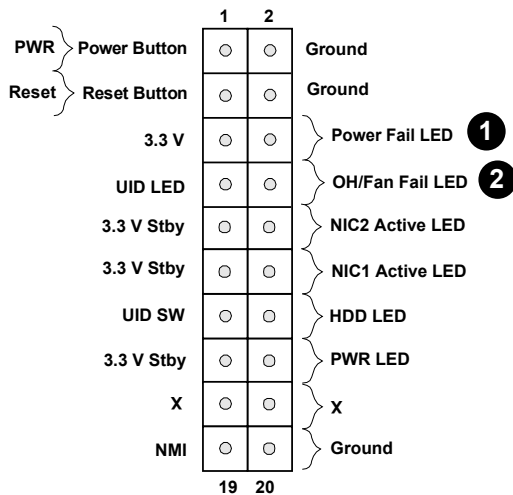 1 2
PWR Power Button Ground
Reset Reset Button Ground
3.3 V Power Fail LED 1
UID LED OH/Fan Fail LED 2
3.3 V Stby NIC2 Active LED
3.3 V Stby NIC1 Active LED
UID SW HDD LED
3.3 V Stby PWR LED
X X
NMI Ground
19 20